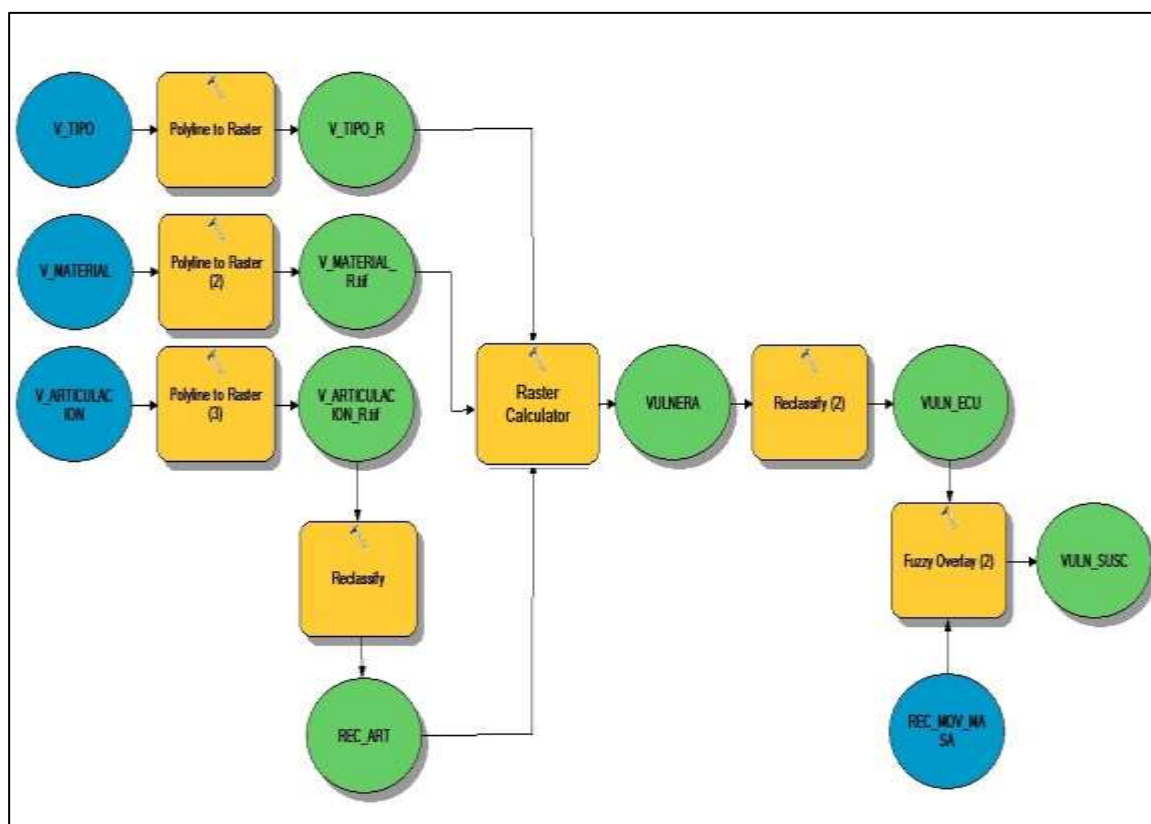 V_TIPO
Polyline to Raster
V_TIPO_R
V_MATERIAL
Polyline to Raster
(2)
V_MATERIAL_
R.tif
V_ARTICULAC
ION
Polyline to Raster
(3)
V_ARTICULAC
ION_R.tif
Raster
Calculator
VULNERA
Reclassify (2)
VULN_ECU
Reclassify
Fuzzy Overlay (2)
VULN_SUSC
REC_ART
REC_MOV_MA
SA